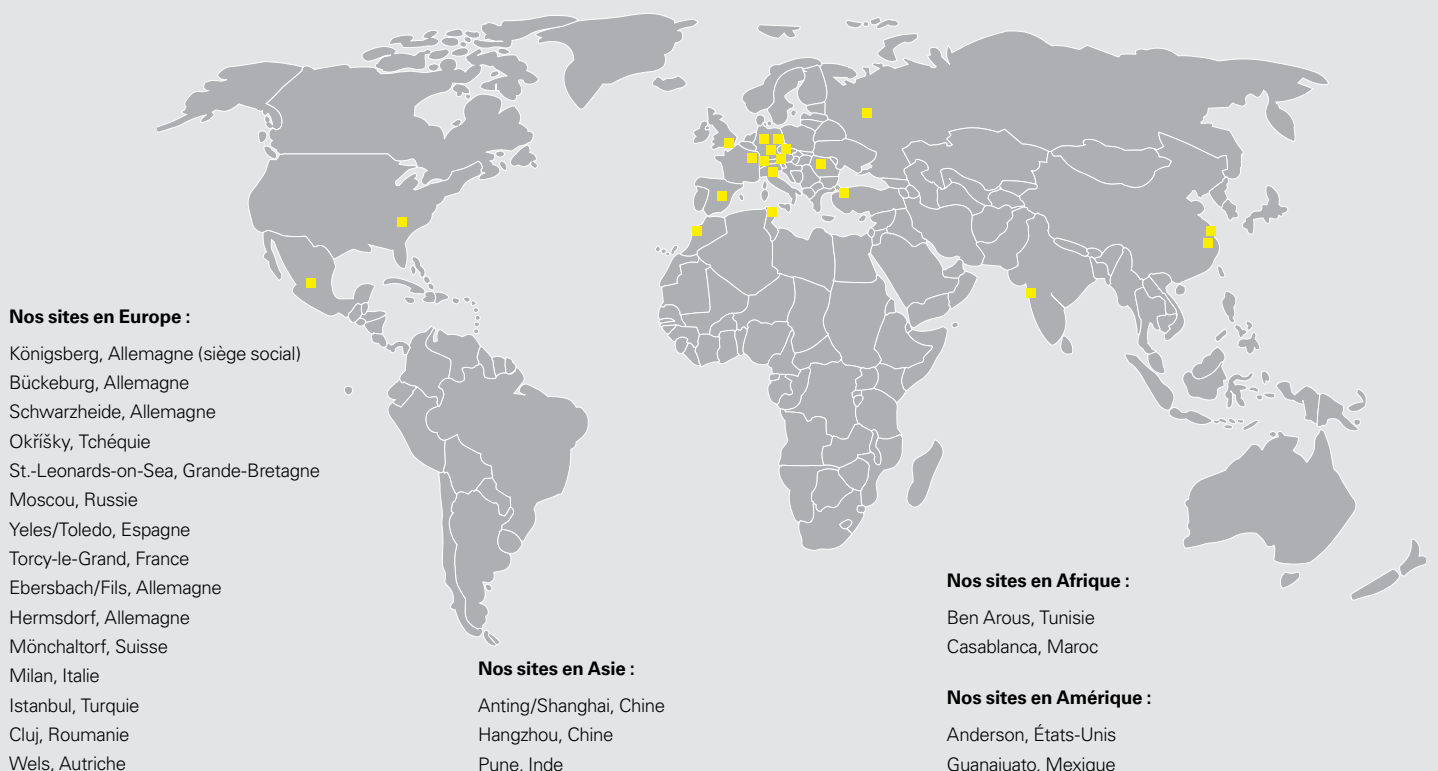 Nos sites en Europe :
Königsberg, Allemagne (siège social)
Bückeburg, Allemagne
Schwarzheide, Allemagne
Okříšky, Tchéquie
St.-Leonards-on-Sea, Grande-Bretagne
Moscou, Russie
Yeles/Toledo, Espagne
Torcy-le-Grand, France
Ebersbach/Fils, Allemagne
Hermsdorf, Allemagne
Mönchaltorf, Suisse
Milan, Italie
Istanbul, Turquie
Cluj, Roumanie
Wels, Autriche
Nos sites en Asie :
Anting/Shanghai, Chine
Hangzhou, Chine
Pune, Inde
Nos sites en Afrique :
Ben Arous, Tunisie
Casablanca, Maroc
Nos sites en Amérique :
Anderson, États-Unis
Guanajuato, Mexique